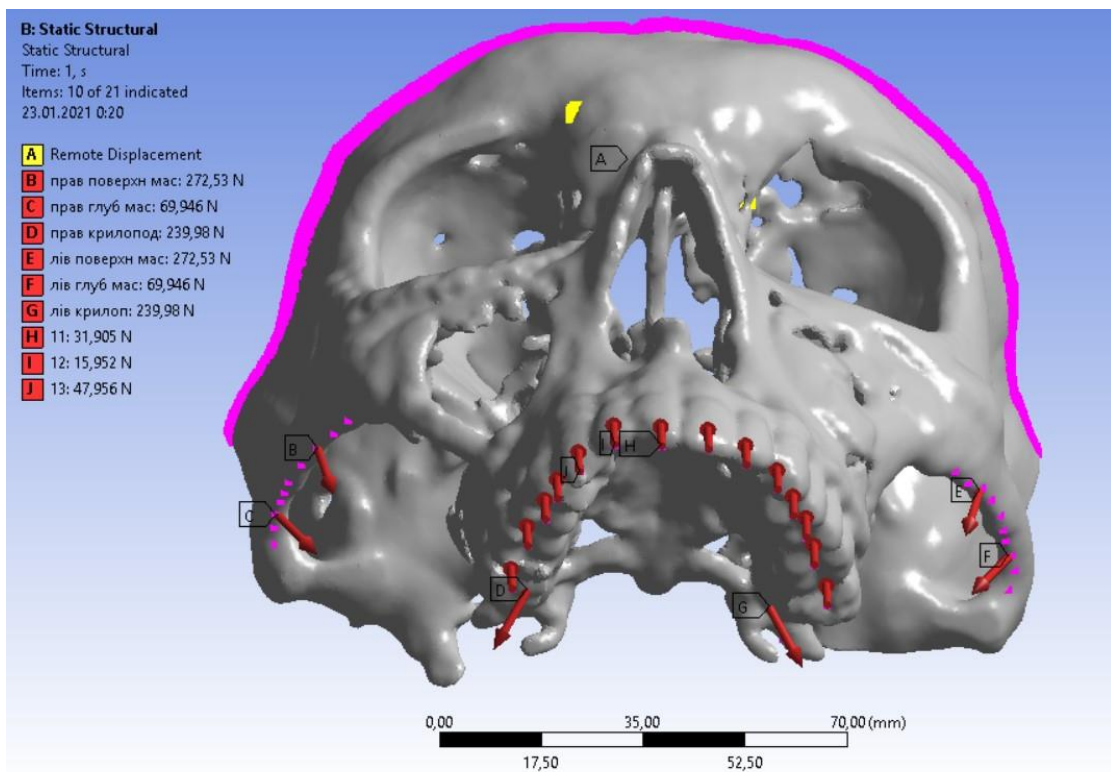 B: Static Structural
Static Structural
Time: 1, s
Items: 10 of 21 indicated
23.01.2021 0:20
A Remote Displacement
B прав поверхн мас: 272,53 N
C прав глуб мас: 69,946 N
D прав крилопод: 239,98 N
E лів поверхн мас: 272,53 N
F лів глуб мас: 69,946 N
G лів крилоп: 239,98 N
H 11: 31,905 N
I 12: 15,952 N
J 13: 47,956 N
A
I H
J
B
C
E
F
D
G
0,00 35,00 70,00 (mm)
17,50 52,50